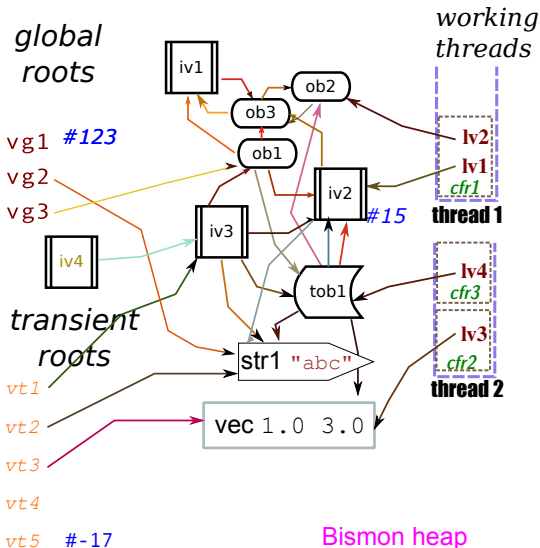 global
roots
working
threads
iv1
ob2
ob3
vg1 #123
ob1
lv2
lv1
cfr1
vg2
iv2
thread 1
vg3
#15
iv3
iv4
tob1
lv4
cfr3
transient
roots
lv3
str1 "abc"
cfr2
vt1
thread 2
vt2
vec 1.0 3.0
vt3
vt4
vt5 #-17
Bismon heap